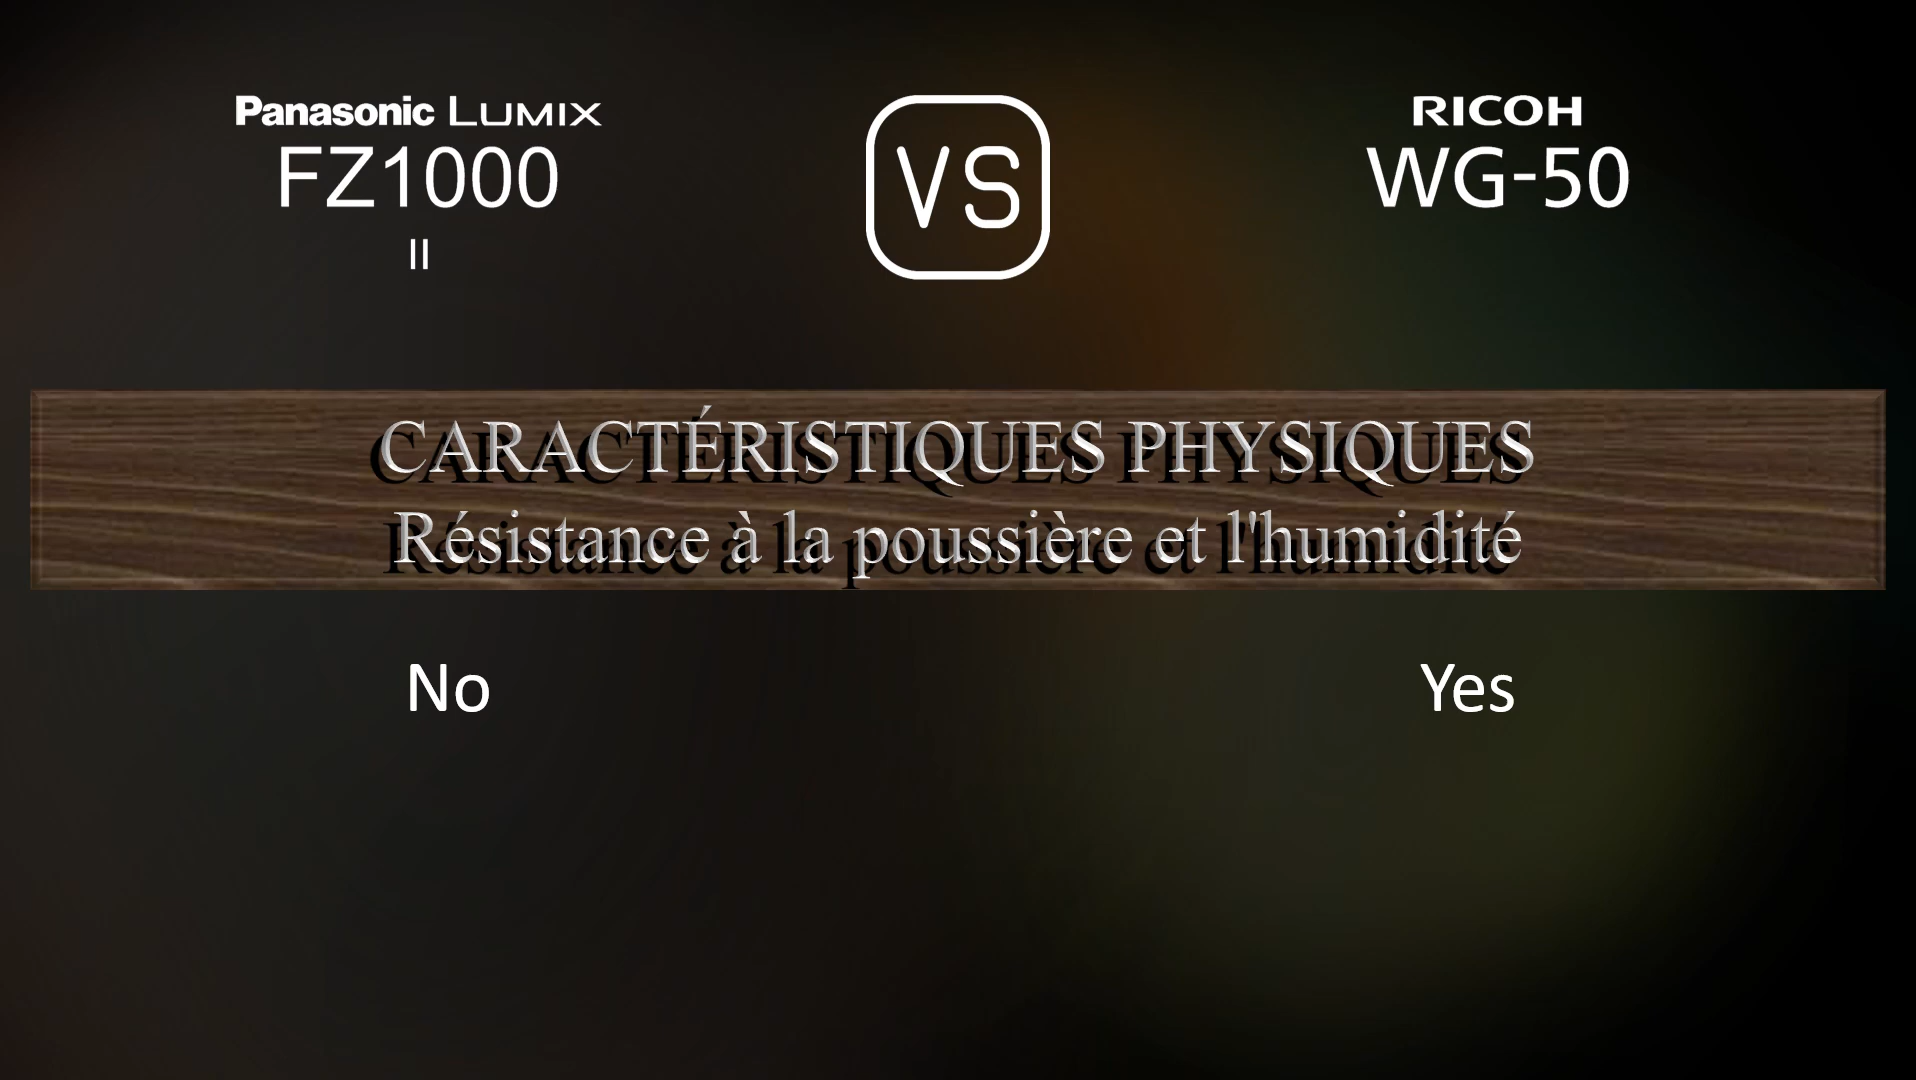 Panasonic LUMIX
FZ1000
II
VS
RICOH
WG-50
CARACTÉRISTIQUES PHYSIQUES
Résistance à la poussière et l'humidité
No
Yes